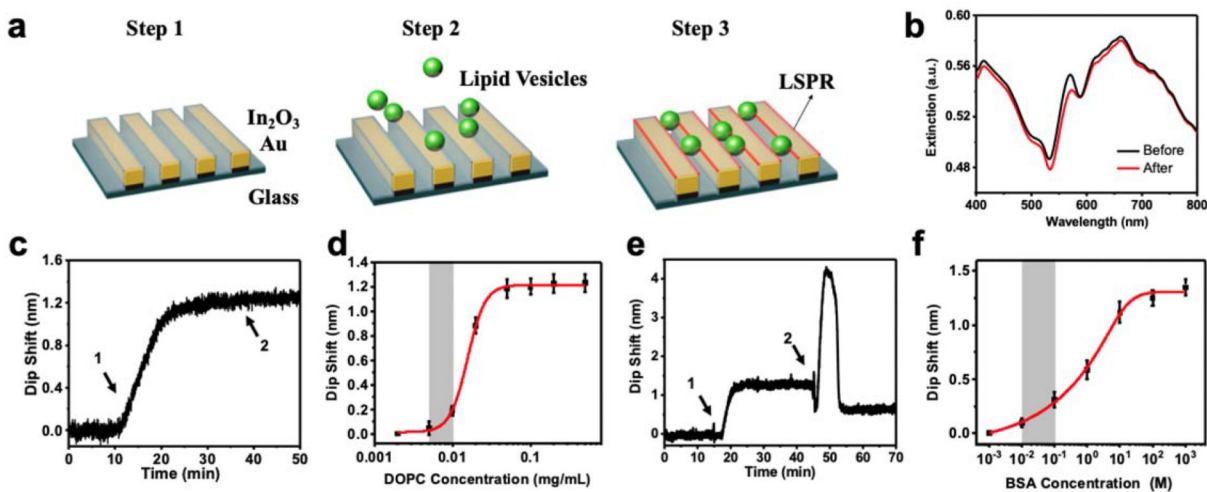 a
Step 1
Step 2
Step 3
In₂O₃
Au
Glass
Lipid Vesicles
LSPR
b
Extinction (a.u.)
0.60
0.56
0.52
0.48
Before
After
400 500 600 700 800
Wavelength (nm)
c
Dip Shift (nm)
1.6
1.2
0.8
0.4
0.0
1
2
0 10 20 30 40 50
Time (min)
d
Dip Shift (nm)
1.4
1.2
1.0
0.8
0.6
0.4
0.2
0.0
0.001 0.01 0.1
DOPC Concentration (mg/mL)
e
Dip Shift (nm)
4
2
0
1
2
0 10 20 30 40 50 60 70
Time (min)
f
Dip Shift (nm)
1.5
1.0
0.5
0.0
10⁻³ 10⁻² 10⁻¹ 10⁰ 10¹ 10² 10³
BSA Concentration (M)